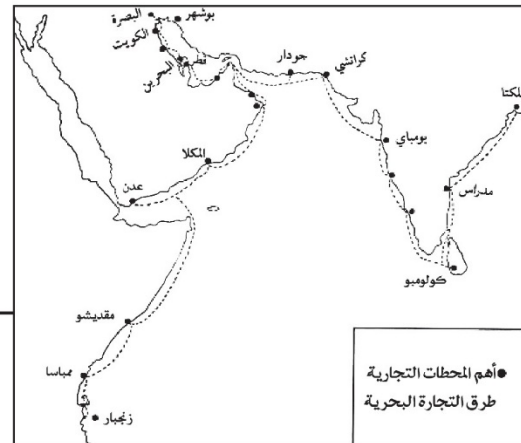 البصرة
بوشهر
الكويت
قطر
البحرين
جودار
كراتشي
لكتا
بومباي
المكلا
عدن
مدراس
كولومبو
مقديشو
ممباسا
زنجبار
أهم المحطات التجارية
طرق التجارة البحرية